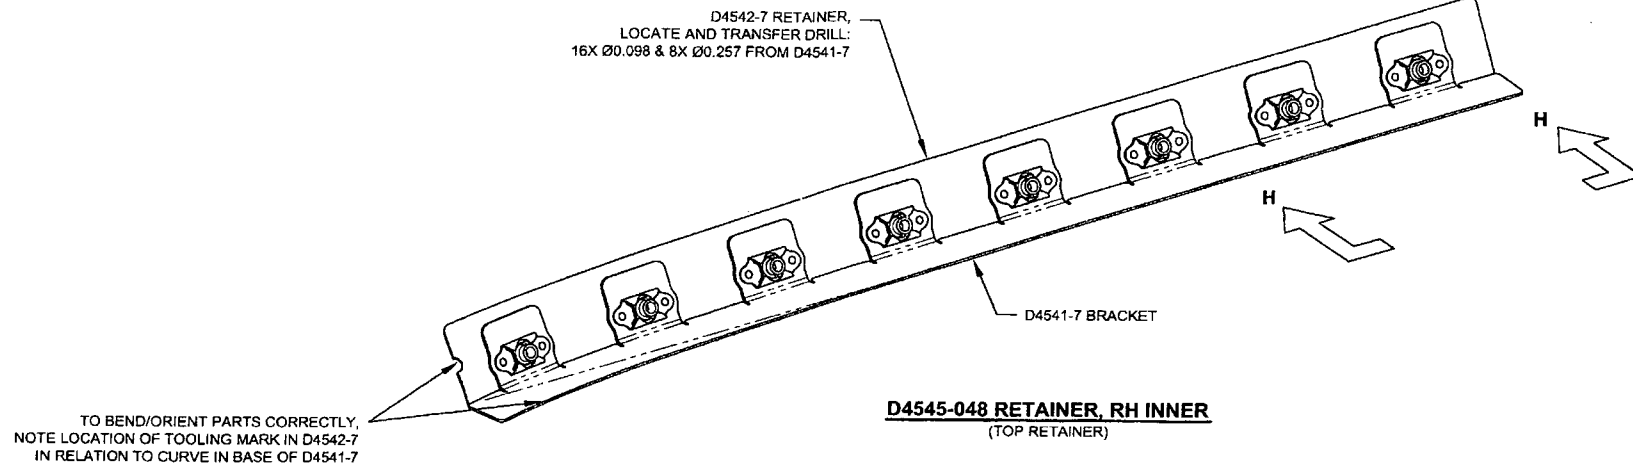 D4542-7 RETAINER,
LOCATE AND TRANSFER DRILL:
16X Ø0.098 & 8X Ø0.257 FROM D4541-7
H
H
D4541-7 BRACKET
TO BEND/ORIENT PARTS CORRECTLY,
NOTE LOCATION OF TOOLING MARK IN D4542-7
IN RELATION TO CURVE IN BASE OF D4541-7
D4545-048 RETAINER, RH INNER
(TOP RETAINER)